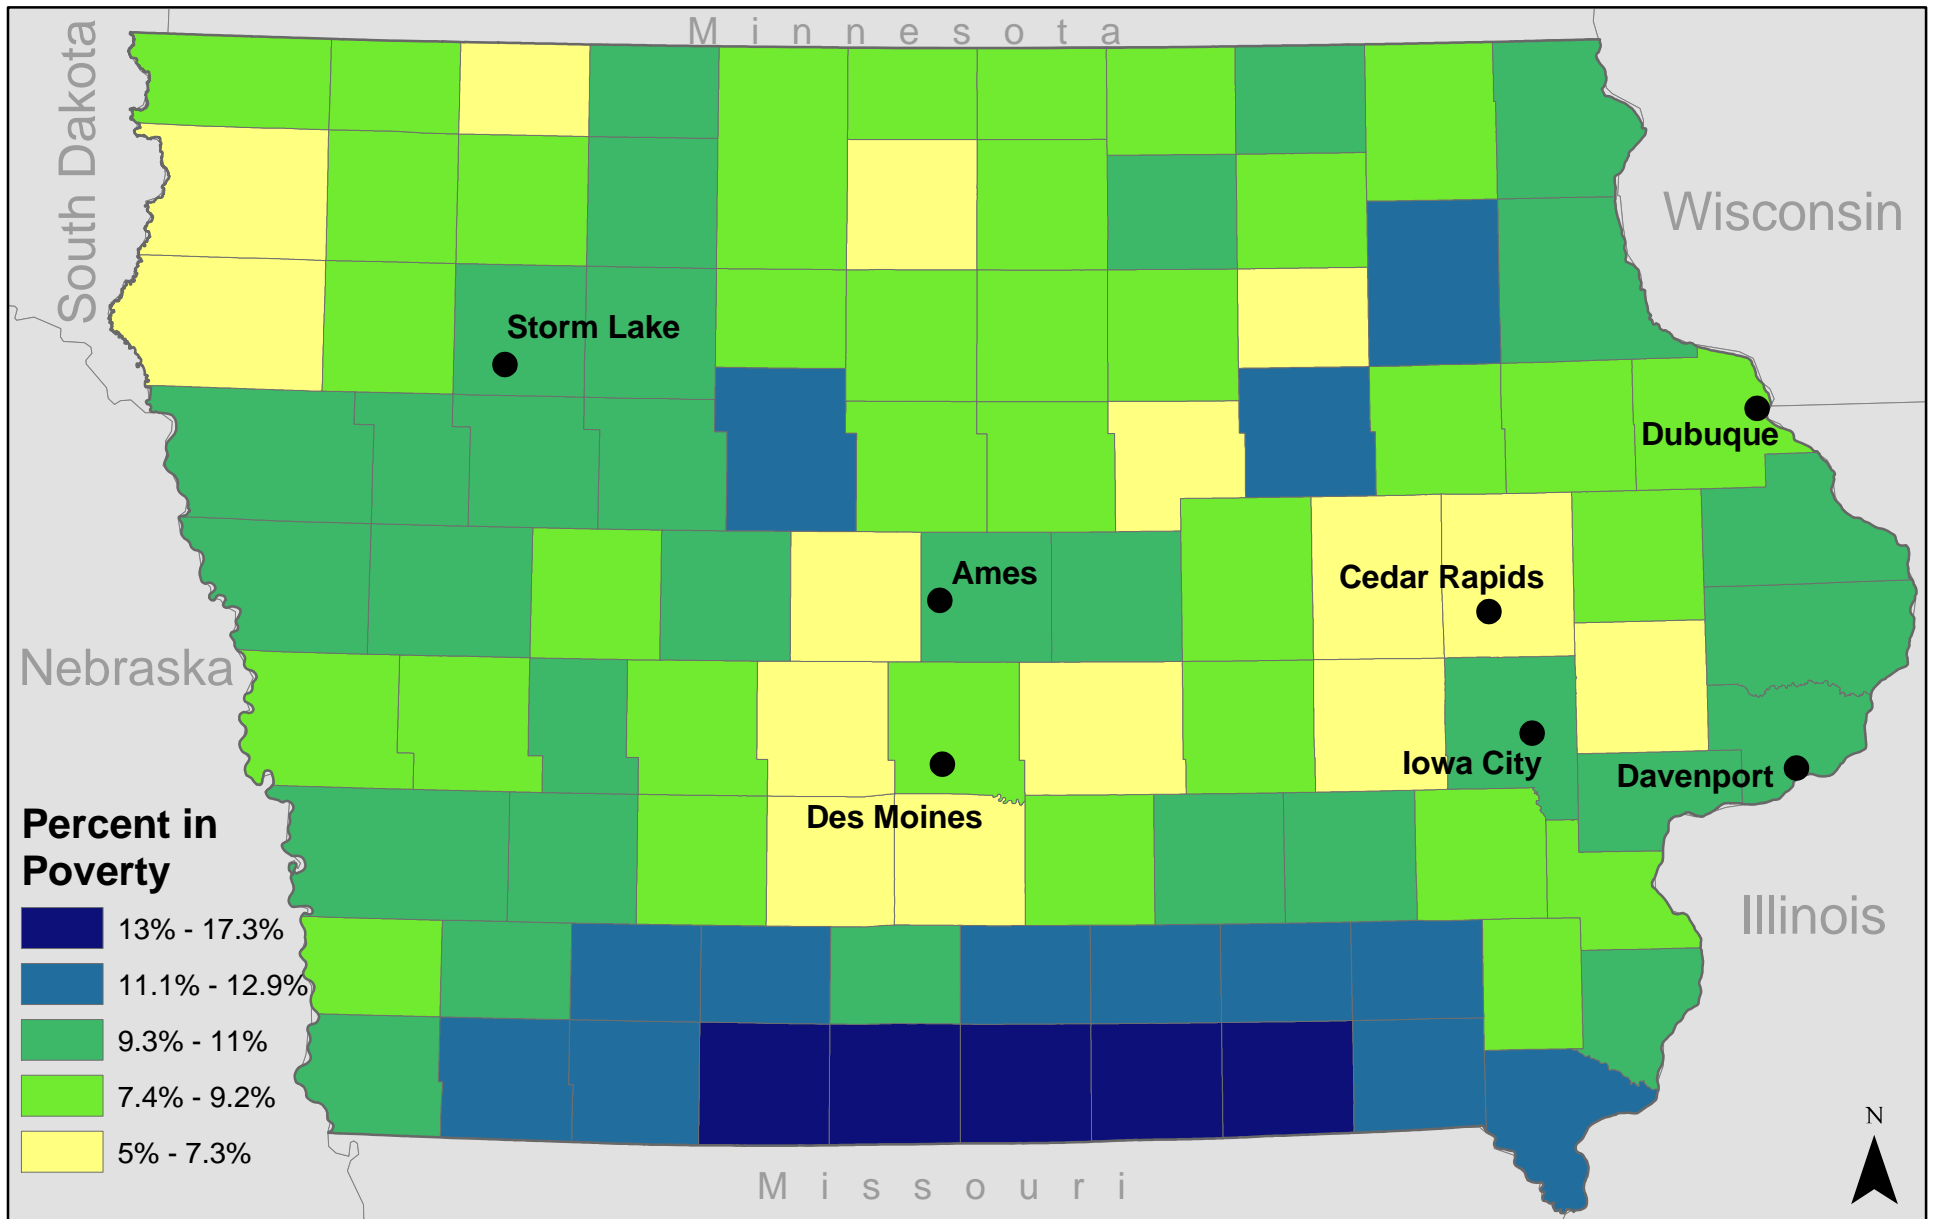 Minnesota
South Dakota
Wisconsin
Storm Lake
Dubuque
Ames
Cedar Rapids
Nebraska
Iowa City
Davenport
Des Moines
Percent in
Poverty
13% - 17.3%
11.1% - 12.9%
9.3% - 11%
7.4% - 9.2%
5% - 7.3%
Illinois
N
Missouri